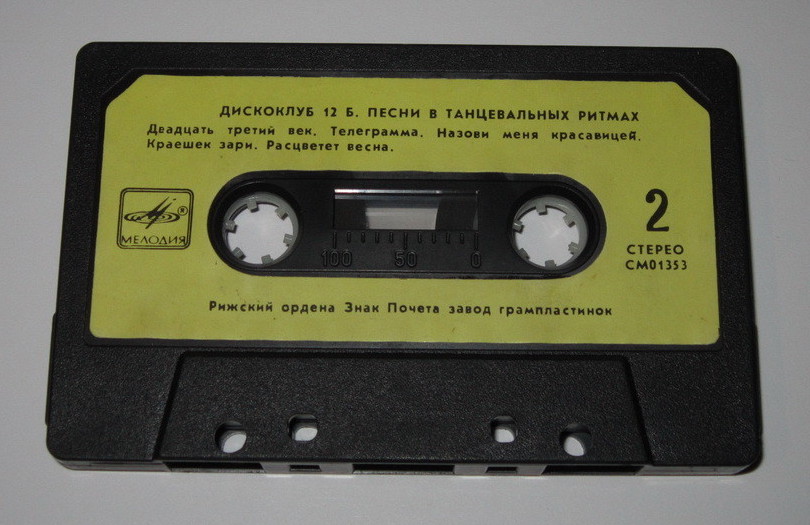 ДИСКОКЛУБ 12 Б. ПЕСНИ В ТАНЦЕВАЛЬНЫХ РИТМАХ
Двадцать третий век. Телеграмма. Назови меня красавицей.
Краешек зари. Расцветет весна.
® МЕЛОДИЯ
100 50 0
2
СТЕРЕО
СМ01353
Рижский ордена Знак Почета завод грампластинок